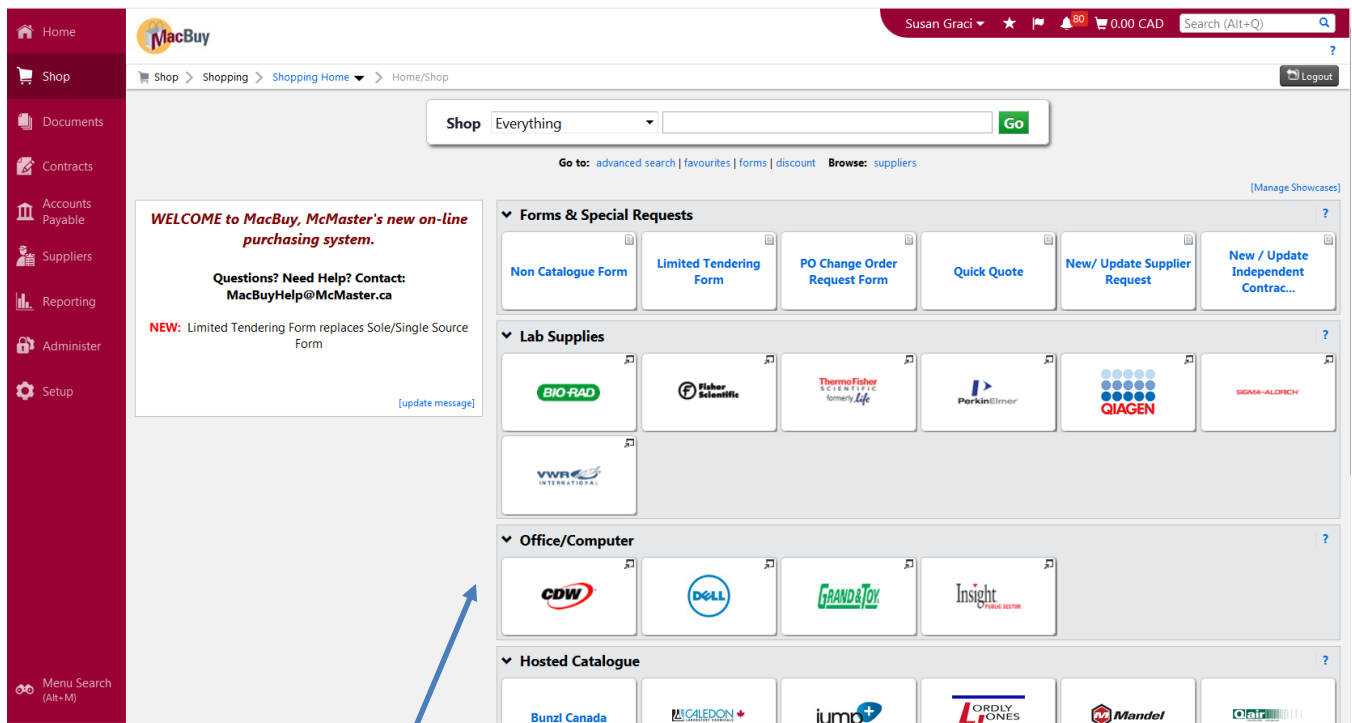 Home
Shop
Documents
Contracts
Accounts
Payable
Suppliers
Reporting
Administer
Setup
Menu Search
(Alt+M)
MacBuy
Susan Graci
80
0.00 CAD
Search (Alt+Q)
?
Shop > Shopping > Shopping Home > Home/Shop
Logout
Shop Everything Go
Go to: advanced search | favourites | forms | discount Browse: suppliers
[Manage Showcases]
WELCOME to MacBuy, McMaster's new on-line
purchasing system.
Questions? Need Help? Contact:
MacBuyHelp@McMaster.ca
NEW: Limited Tendering Form replaces Sole/Single Source
Form
[update message]
Forms & Special Requests ?
Non Catalogue Form
Limited Tendering
Form
PO Change Order
Request Form
Quick Quote
New/ Update Supplier
Request
New / Update
Independent
Contrac...
Lab Supplies ?
BIO-RAD
Fisher
Scientific
ThermoFisher
SCIENTIFIC
formerly life
PerkinElmer
QIAGEN
SIGMA-ALDRICH
VWR
INTERNATIONAL
Office/Computer ?
CDW
DELL
GRAND & TOY
Insight
PUBLIC SECTOR
Hosted Catalogue ?
Bunzl Canada
CALEDON
LABORATORY CHEMICALS
jump+
LORDLY
JONES
Mandel
Qair